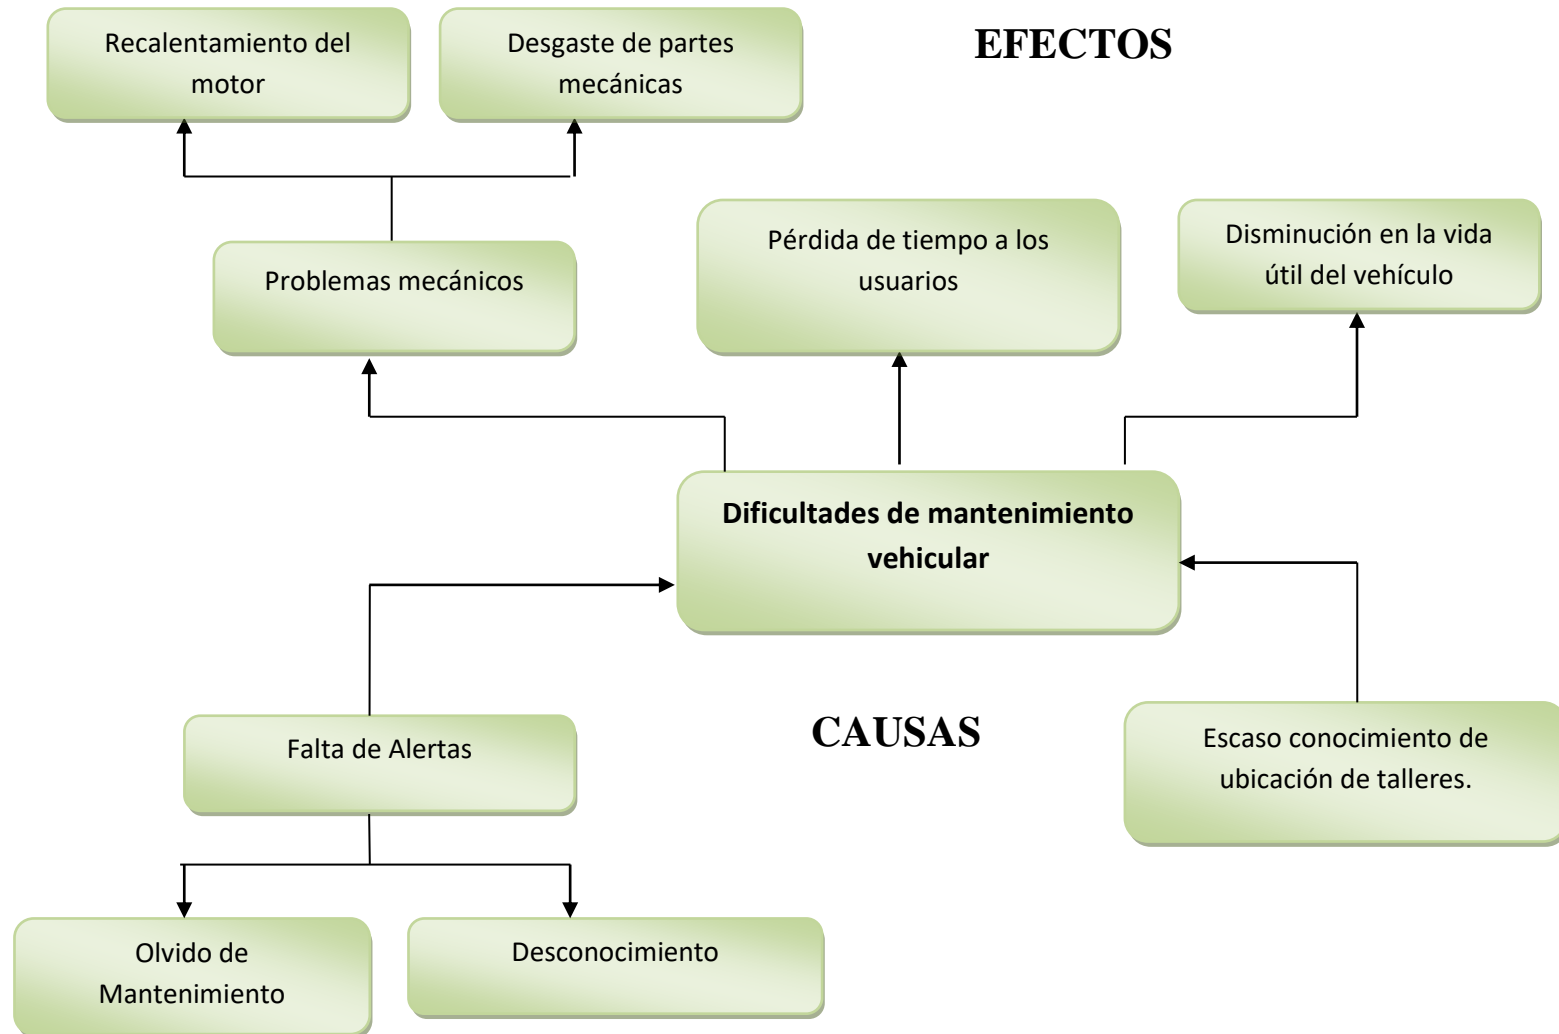 Recalentamiento del
motor
Desgaste de partes
mecánicas
EFECTOS
Problemas mecánicos
Pérdida de tiempo a los
usuarios
Disminución en la vida
útil del vehículo
Dificultades de mantenimiento
vehicular
Falta de Alertas
CAUSAS
Escaso conocimiento de
ubicación de talleres.
Olvido de
Mantenimiento
Desconocimiento